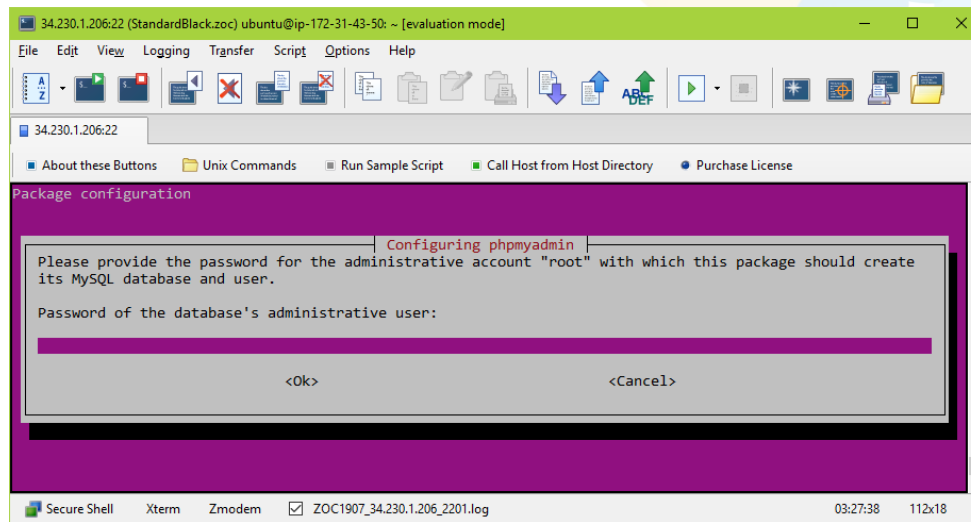 34.230.1.206:22 (StandardBlack.zoc) ubuntu@ip-172-31-43-50: ~ [evaluation mode]
File Edit View Logging Transfer Script Options Help
A
Z
ABC
DEF
34.230.1.206:22
About these Buttons Unix Commands Run Sample Script Call Host from Host Directory Purchase License
Package configuration
Configuring phpmyadmin
Please provide the password for the administrative account "root" with which this package should create
its MySQL database and user.
Password of the database's administrative user:
<Ok> <Cancel>
Secure Shell Xterm Zmodem ZOC1907_34.230.1.206_2201.log 03:27:38 112x18